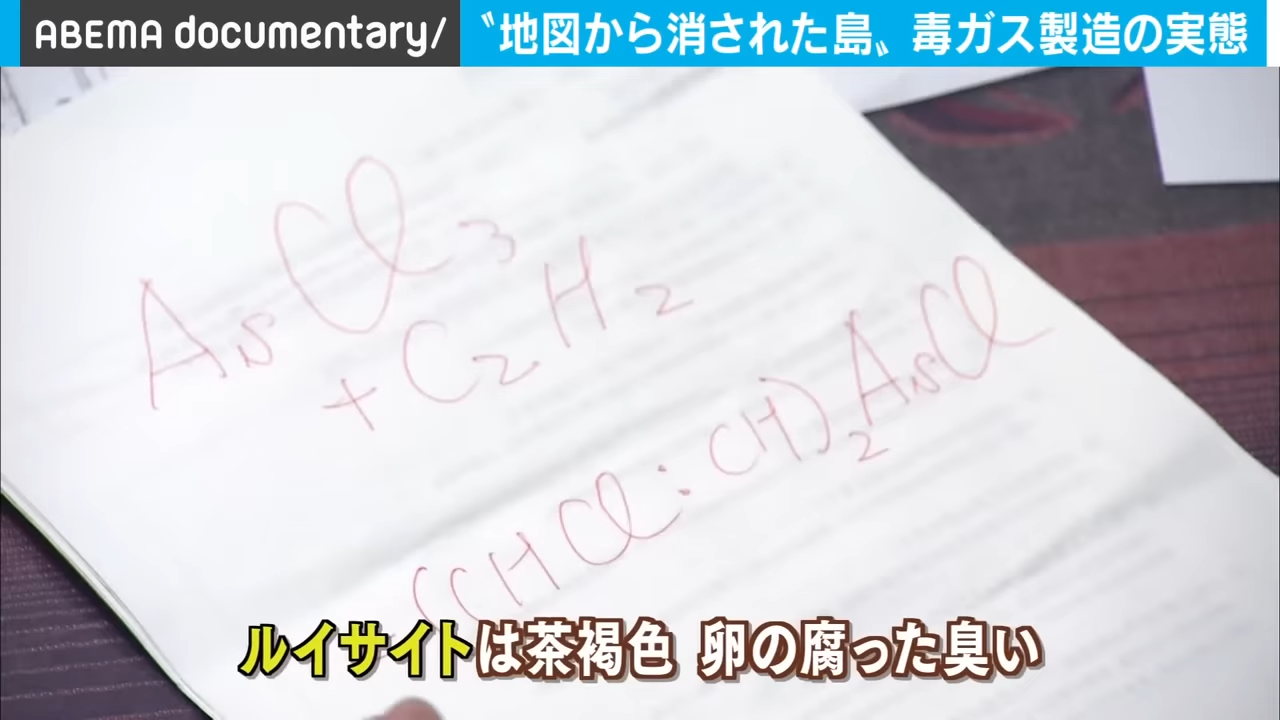 ABEMA documentary/
〝地図から消された島〟毒ガス製造の実態
AsCl3
+ C2H2
(CHCl:CH)2AsCl
ルイサイトは茶褐色 卵の腐った臭い